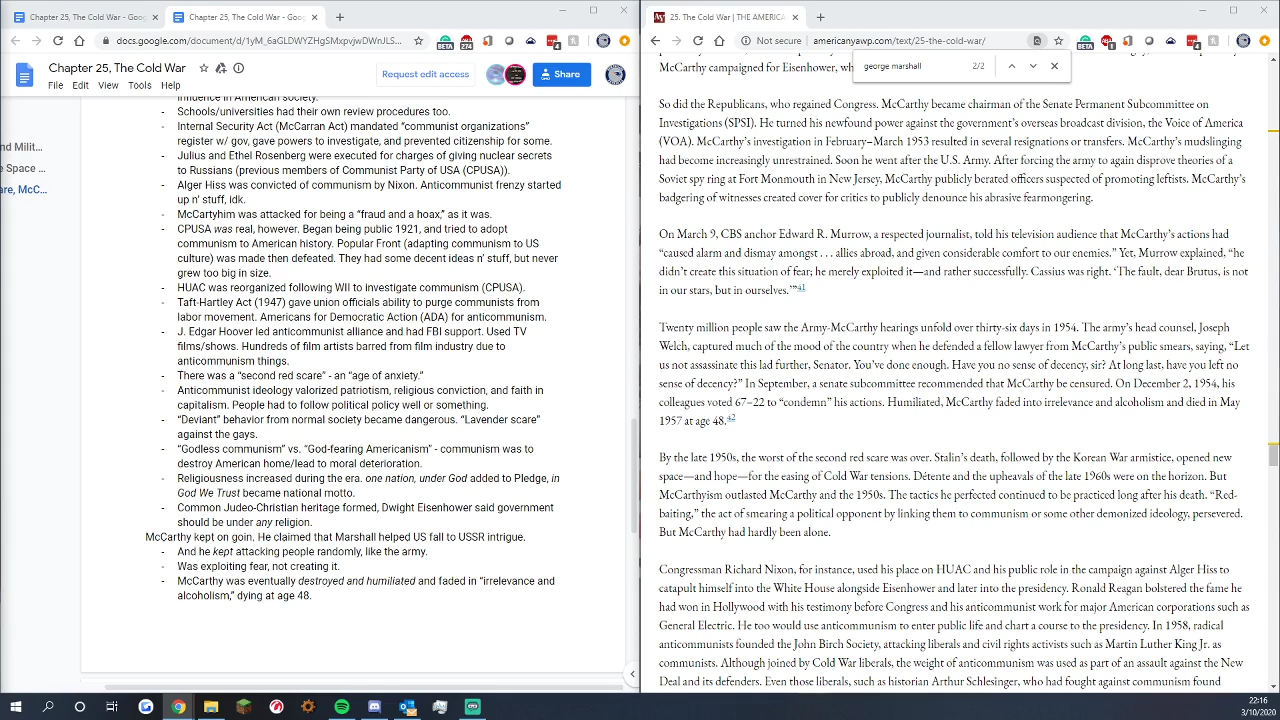 Chapter 25, The Cold War - Goo
Chapter 25, The Cold War - Goo
docs.google.com/document/d/1yM_6aGLDWYZHgSMxpvjwDWnJLS...
BETA
274
4
Chapter 25, The Cold War
File Edit View Tools Help
Request edit access
Share
nd Milit...
e Space ...
are, McC...
influence in American society.
- Schools/universities had their own review procedures too.
- Internal Security Act (McCarran Act) mandated “communist organizations”
register w/ gov, gave powers to investigate, and prevented citizenship for some.
- Julius and Ethel Rosenberg were executed for charges of giving nuclear secrets
to Russians (previous members of Communist Party of USA (CPUSA)).
- Alger Hiss was convicted of communism by Nixon. Anticommunist frenzy started
up n’ stuff, idk.
- McCartyhim was attacked for being a “fraud and a hoax,” as it was.
- CPUSA was real, however. Began being public 1921, and tried to adopt
communism to American history. Popular Front (adapting communism to US
culture) was made then defeated. They had some decent ideas n’ stuff, but never
grew too big in size.
- HUAC was reorganized following WII to investigate communism (CPUSA).
- Taft-Hartley Act (1947) gave union officials ability to purge communists from
labor movement. Americans for Democratic Action (ADA) for anticommunism.
- J. Edgar Hoover led anticommunist alliance and had FBI support. Used TV
films/shows. Hundreds of film artists barred from film industry due to
anticommunism things.
- There was a “second red scare” - an “age of anxiety.”
- Anticommunist ideology valorized patriotism, religious conviction, and faith in
capitalism. People had to follow political policy well or something.
- “Deviant” behavior from normal society became dangerous. “Lavender scare”
against the gays.
- “Godless communism” vs. “God-fearing Americanism” - communism was to
destroy American home/lead to moral deterioration.
- Religiousness increased during the era. one nation, under God added to Pledge, in
God We Trust became national motto.
- Common Judeo-Christian heritage formed, Dwight Eisenhower said government
should be under any religion.
McCarthy kept on goin. He claimed that Marshall helped US fall to USSR intrigue.
- And he kept attacking people randomly, like the army.
- Was exploiting fear, not creating it.
- McCarthy was eventually destroyed and humiliated and faded in “irrelevance and
alcoholism,” dying at age 48.
Ay 25. The Cold War | THE AMERICA
Not secure americanyawp.com/text/25-the-cold-war/
BETA
1
4
george marshall 2/2
McCarthy campaigned for Eisenhower, wh
So did the Republicans, who regained Congress. McCarthy became chairman of the Senate Permanent Subcommittee on
Investigations (SPSI). He turned his newfound power against the government’s overseas broadcast division, the Voice of America
(VOA). McCarthy’s investigation in February–March 1953 resulted in several resignations or transfers. McCarthy’s mudslinging
had become increasingly unrestrained. Soon he went after the U.S. Army. After forcing the army to again disprove theories of a
Soviet spy ring at Fort Monmouth in New Jersey, McCarthy publicly berated officers suspected of promoting leftists. McCarthy’s
badgering of witnesses created cover for critics to publicly denounce his abrasive fearmongering.
On March 9, CBS anchor Edward R. Murrow, a respected journalist, told his television audience that McCarthy’s actions had
“caused alarm and dismay amongst . . . allies abroad, and given considerable comfort to our enemies.” Yet, Murrow explained, “he
didn’t create this situation of fear; he merely exploited it—and rather successfully. Cassius was right. ‘The fault, dear Brutus, is not
in our stars, but in ourselves.’”41
Twenty million people saw the Army-McCarthy hearings unfold over thirty-six days in 1954. The army’s head counsel, Joseph
Welch, captured much of the mood of the country when he defended a fellow lawyer from McCarthy’s public smears, saying, “Let
us not assassinate this lad further, Senator. You’ve done enough. Have you no sense of decency, sir? At long last, have you left no
sense of decency?” In September, a senate subcommittee recommended that McCarthy be censured. On December 2, 1954, his
colleagues voted 67–22 to “condemn” his actions. Humiliated, McCarthy faded into irrelevance and alcoholism and died in May
1957 at age 48.42
By the late 1950s, the worst of the second red scare was over. Stalin’s death, followed by the Korean War armistice, opened new
space—and hope—for the easing of Cold War tensions. Détente and the upheavals of the late 1960s were on the horizon. But
McCarthyism outlasted McCarthy and the 1950s. The tactics he perfected continued to be practiced long after his death. “Red-
baiting,” the act of smearing a political opponent by linking them to communism or some other demonized ideology, persevered.
But McCarthy had hardly been alone.
Congressman Richard Nixon, for instance, used his place on HUAC and his public role in the campaign against Alger Hiss to
catapult himself into the White House alongside Eisenhower and later into the presidency. Ronald Reagan bolstered the fame he
had won in Hollywood with his testimony before Congress and his anticommunist work for major American corporations such as
General Electric. He too would use anticommunism to enter public life and chart a course to the presidency. In 1958, radical
anticommunists founded the John Birch Society, attacking liberals and civil rights activists such as Martin Luther King Jr. as
communists. Although joined by Cold War liberals, the weight of anticommunism was used as part of an assault against the New
Deal and its defenders. Even those liberals, such as historian Arthur Schlesinger, who had fought against communism found
22:16
3/10/2020